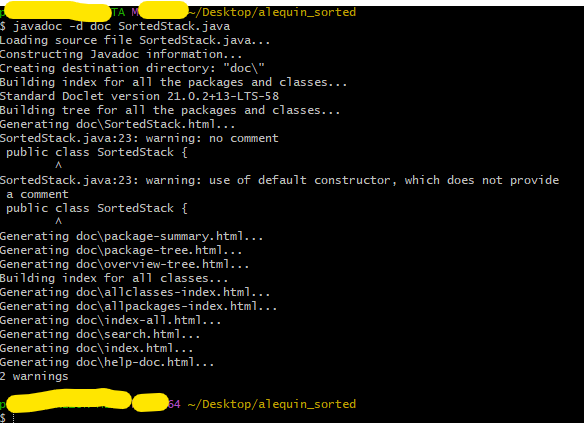 p TA M ~/Desktop/alequin_sorted
$ javadoc -d doc SortedStack.java
Loading source file SortedStack.java...
Constructing Javadoc information...
Creating destination directory: "doc\"
Building index for all the packages and classes...
Standard Doclet version 21.0.2+13-LTS-58
Building tree for all the packages and classes...
Generating doc\SortedStack.html...
SortedStack.java:23: warning: no comment
 public class SortedStack {
        ^
SortedStack.java:23: warning: use of default constructor, which does not provide
 a comment
 public class SortedStack {
        ^
Generating doc\package-summary.html...
Generating doc\package-tree.html...
Generating doc\overview-tree.html...
Building index for all classes...
Generating doc\allclasses-index.html...
Generating doc\allpackages-index.html...
Generating doc\index-all.html...
Generating doc\search.html...
Generating doc\index.html...
Generating doc\help-doc.html...
2 warnings
p 64 ~/Desktop/alequin_sorted
$